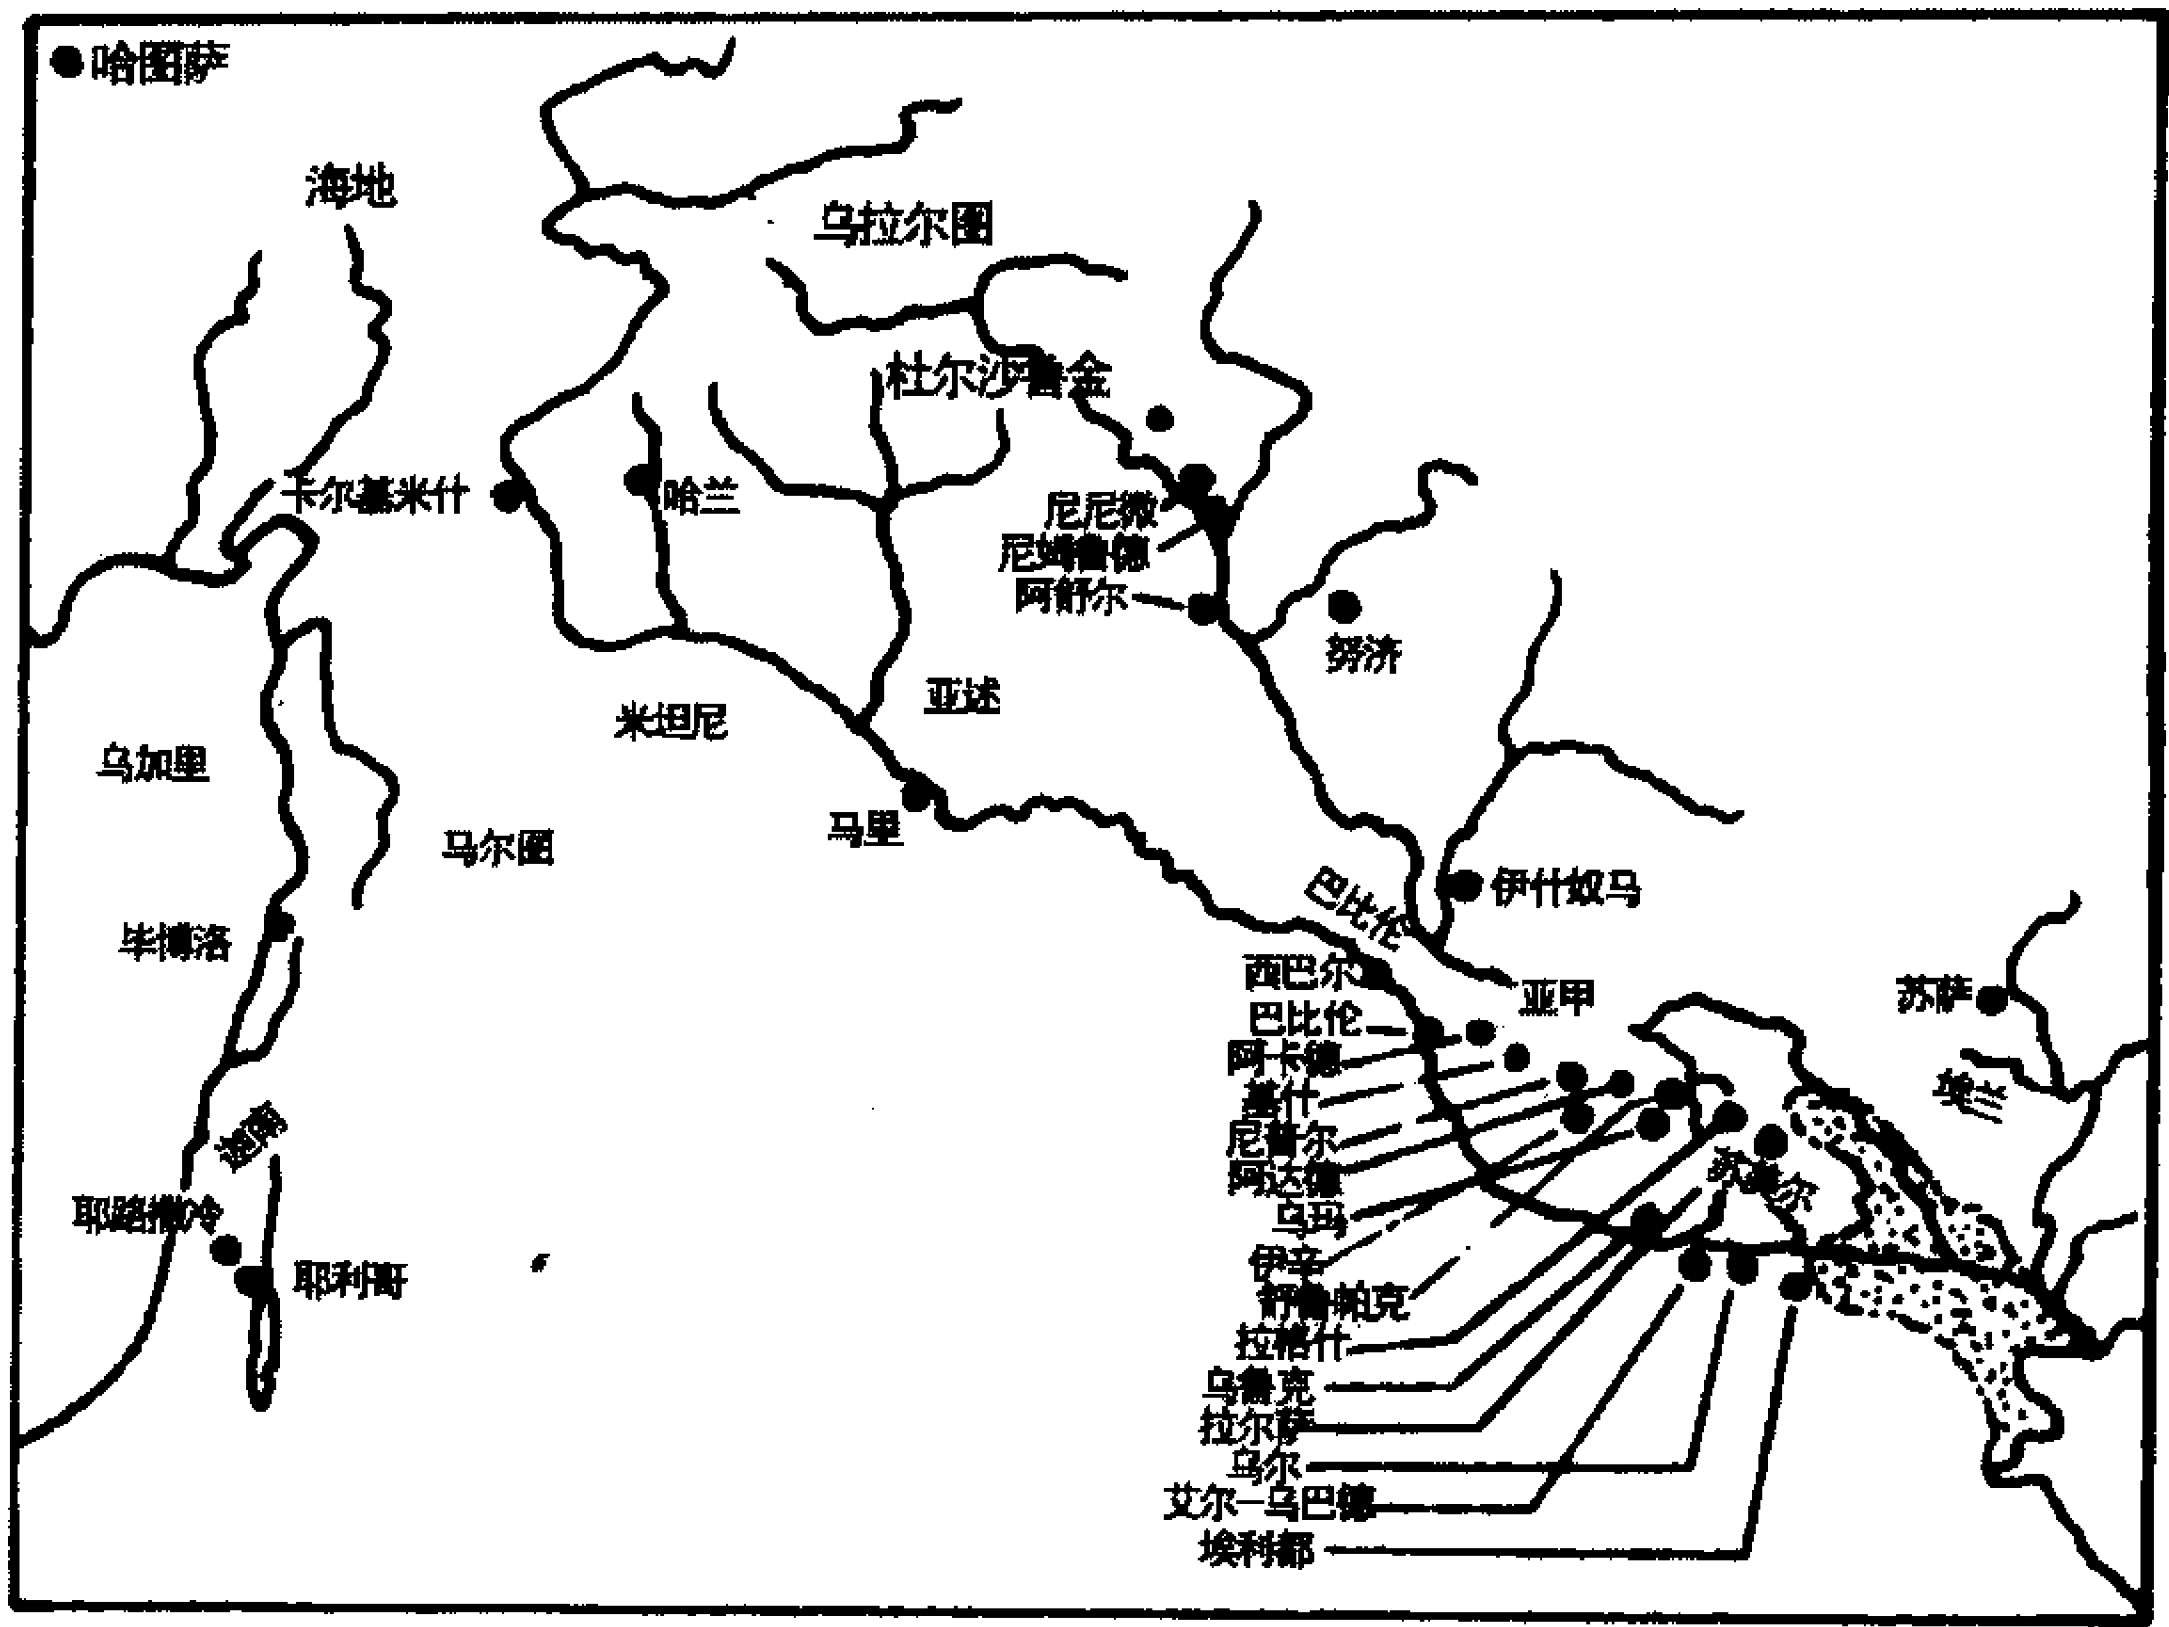 哈图萨
海地
乌拉尔图
杜尔沙鲁金
卡尔基米什
哈兰
尼尼微
尼姆鲁德
阿舒尔
努济
米坦尼
亚述
乌加里
马里
马尔图
伊什奴马
巴比伦
毕博洛
西巴尔
亚甲
苏萨
巴比伦
阿卡德
基什
埃兰
尼普尔
迦南
阿达德
苏美尔
耶路撒冷
乌玛
伊辛
耶利哥
舒鲁帕克
拉格什
乌鲁克
拉尔萨
乌尔
艾尔—乌巴德
埃利都